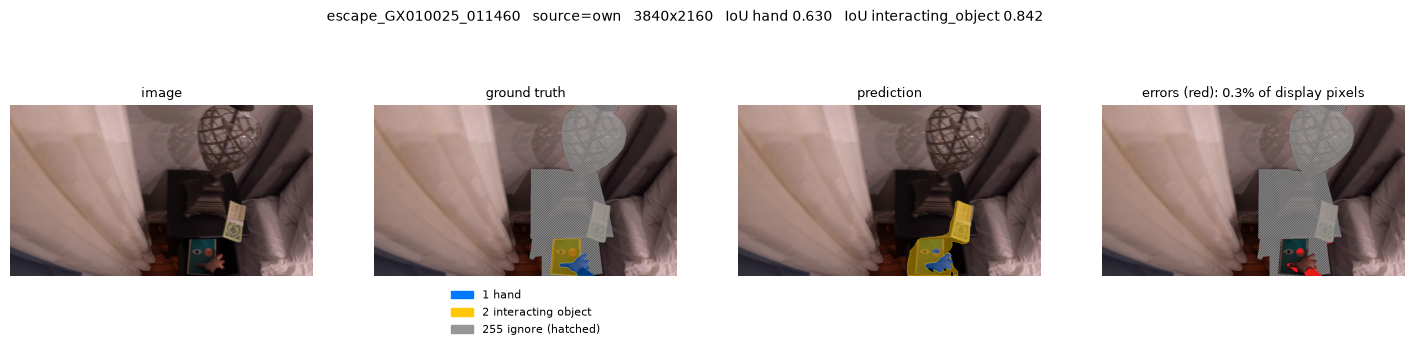 escape_GX010025_011460 source=own 3840x2160 IoU hand 0.630 IoU interacting_object 0.842
image
ground truth
prediction
errors (red): 0.3% of display pixels
1 hand
2 interacting object
255 ignore (hatched)